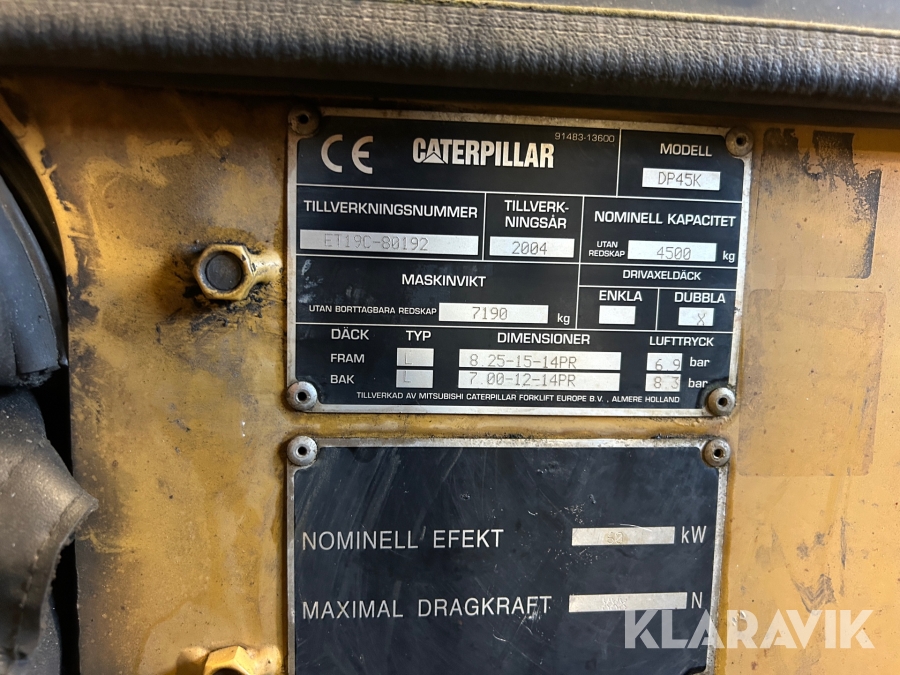 91483-13600
CE CATERPILLAR
MODELL
DP45K
TILLVERKNINGSNUMMER
ET19C-80192
TILLVERK-
NINGSÅR
2004
NOMINELL KAPACITET
UTAN
REDSKAP
4500 kg
MASKINVIKT
UTAN BORTTAGBARA REDSKAP 7190 kg
DRIVAXELDÄCK
ENKLA DUBBLA
X
DÄCK TYP DIMENSIONER LUFTTRYCK
FRAM L 8.25-15-14PR 6.9 bar
BAK L 7.00-12-14PR 8.3 bar
TILLVERKAD AV MITSUBISHI CATERPILLAR FORKLIFT EUROPE B.V. , ALMERE HOLLAND
NOMINELL EFEKT kW
MAXIMAL DRAGKRAFT N
KLARAVIK